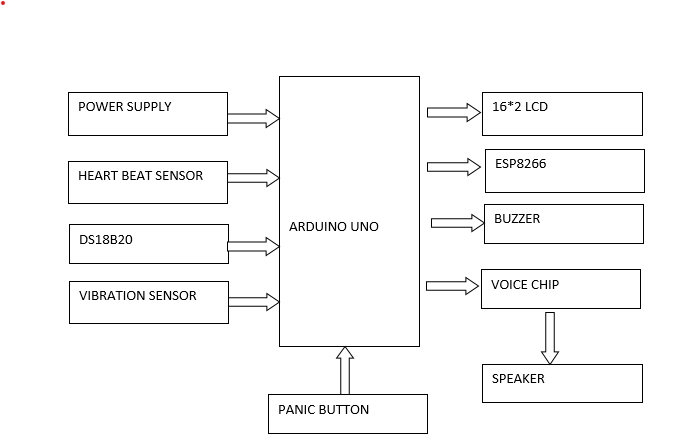 POWER SUPPLY
HEART BEAT SENSOR
DS18B20
VIBRATION SENSOR
ARDUINO UNO
PANIC BUTTON
16*2 LCD
ESP8266
BUZZER
VOICE CHIP
SPEAKER